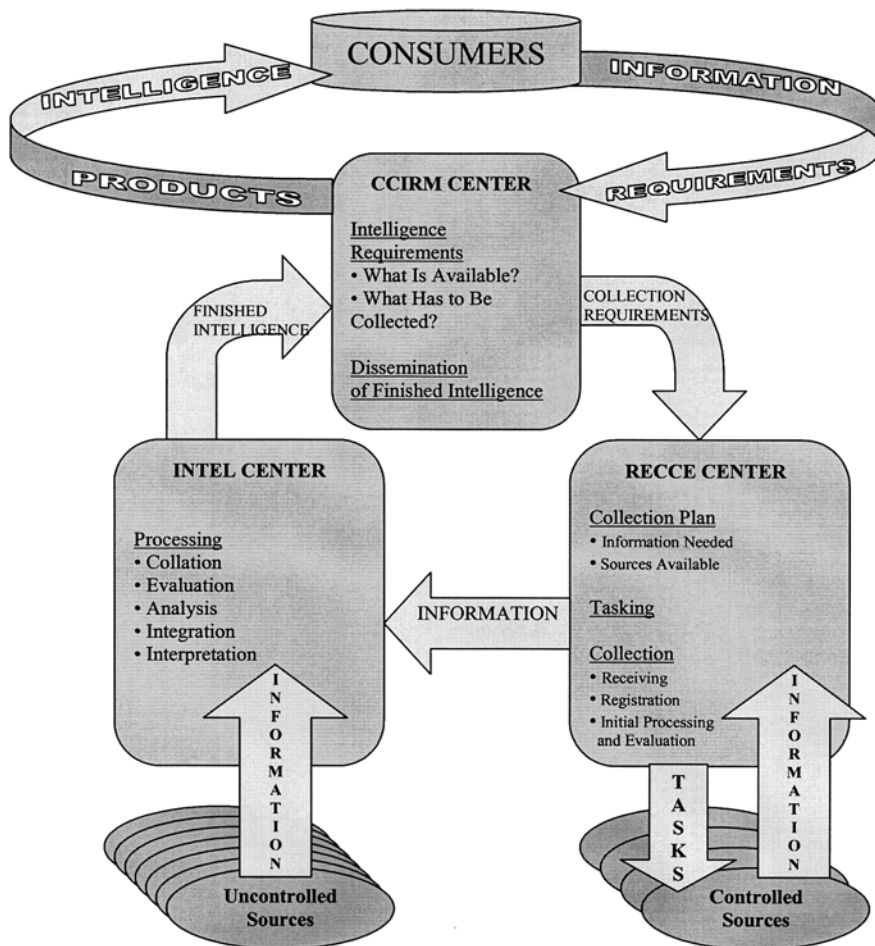 CONSUMERS
INTELLIGENCE
INFORMATION
PRODUCTS
REQUIREMENTS
CCIRM CENTER
Intelligence
Requirements
• What Is Available?
• What Has to Be
Collected?
Dissemination
of Finished Intelligence
FINISHED
INTELLIGENCE
COLLECTION
REQUIREMENTS
INTEL CENTER
Processing
• Collation
• Evaluation
• Analysis
• Integration
• Interpretation
INFORMATION
RECCE CENTER
Collection Plan
• Information Needed
• Sources Available
Tasking
Collection
• Receiving
• Registration
• Initial Processing
and Evaluation
INFORMATION
TASKS
INFORMATION
Uncontrolled
Sources
Controlled
Sources